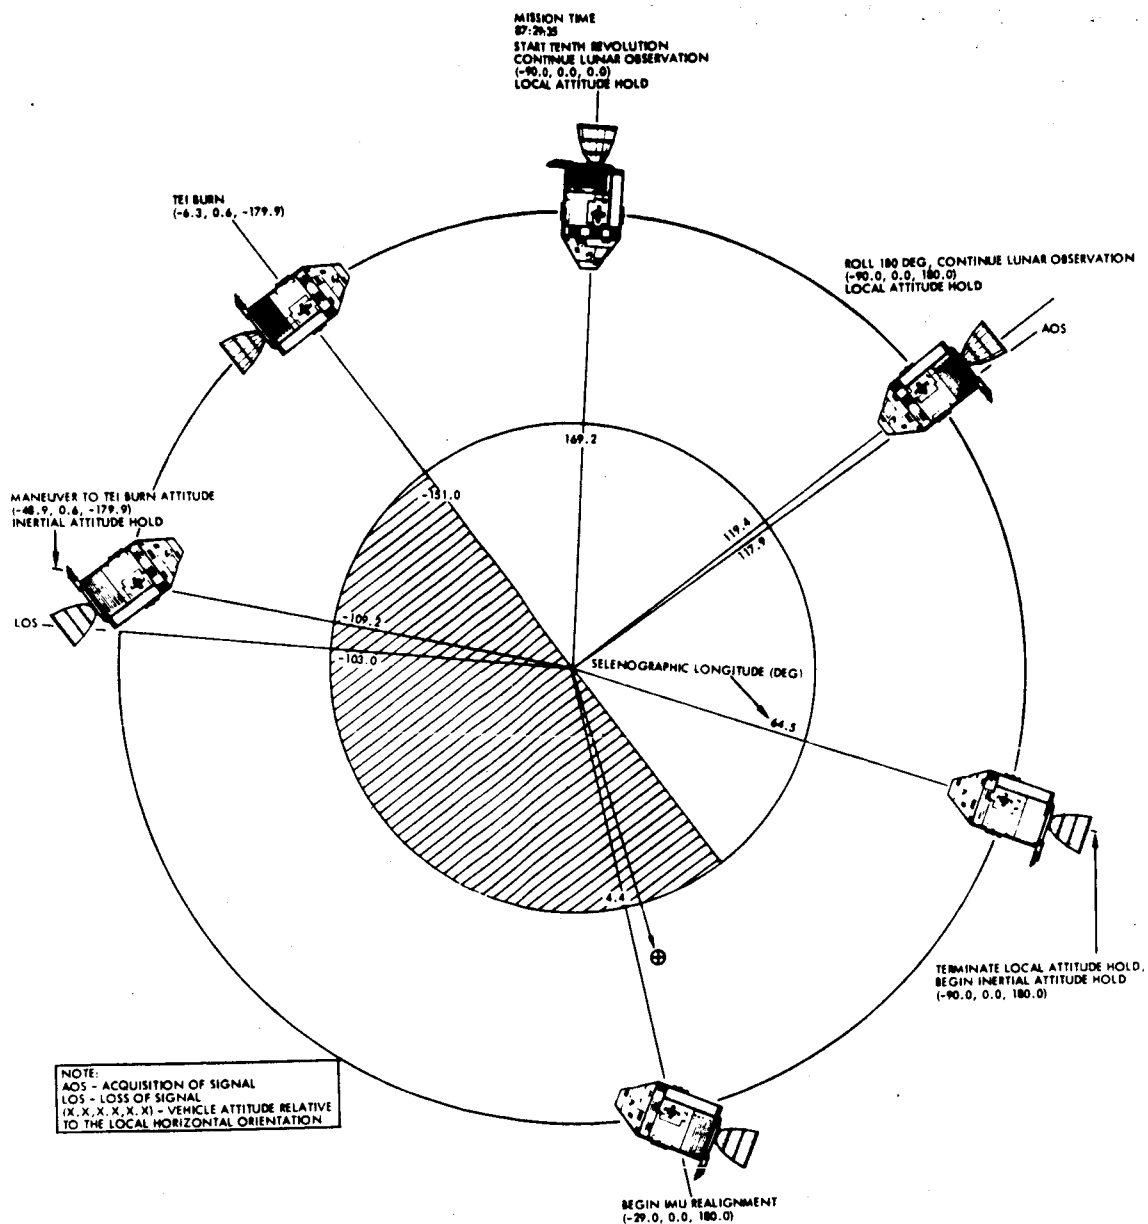 MISSION TIME
87:29:35
START TENTH REVOLUTION
CONTINUE LUNAR OBSERVATION
(-90.0, 0.0, 0.0)
LOCAL ATTITUDE HOLD
TEI BURN
(-6.3, 0.6, -179.9)
ROLL 180 DEG, CONTINUE LUNAR OBSERVATION
(-90.0, 0.0, 180.0)
LOCAL ATTITUDE HOLD
AOS
169.2
-151.0
MANEUVER TO TEI BURN ATTITUDE
(-48.9, 0.6, -179.9)
INERTIAL ATTITUDE HOLD
119.4
117.9
LOS
-109.2
-103.0
SELENOGRAPHIC LONGITUDE (DEG)
64.5
4.4
TERMINATE LOCAL ATTITUDE HOLD,
BEGIN INERTIAL ATTITUDE HOLD
(-90.0, 0.0, 180.0)
NOTE:
AOS - ACQUISITION OF SIGNAL
LOS - LOSS OF SIGNAL
(X.X,X.X,X.X) - VEHICLE ATTITUDE RELATIVE
TO THE LOCAL HORIZONTAL ORIENTATION
BEGIN IMU REALIGNMENT
(-29.0, 0.0, 180.0)